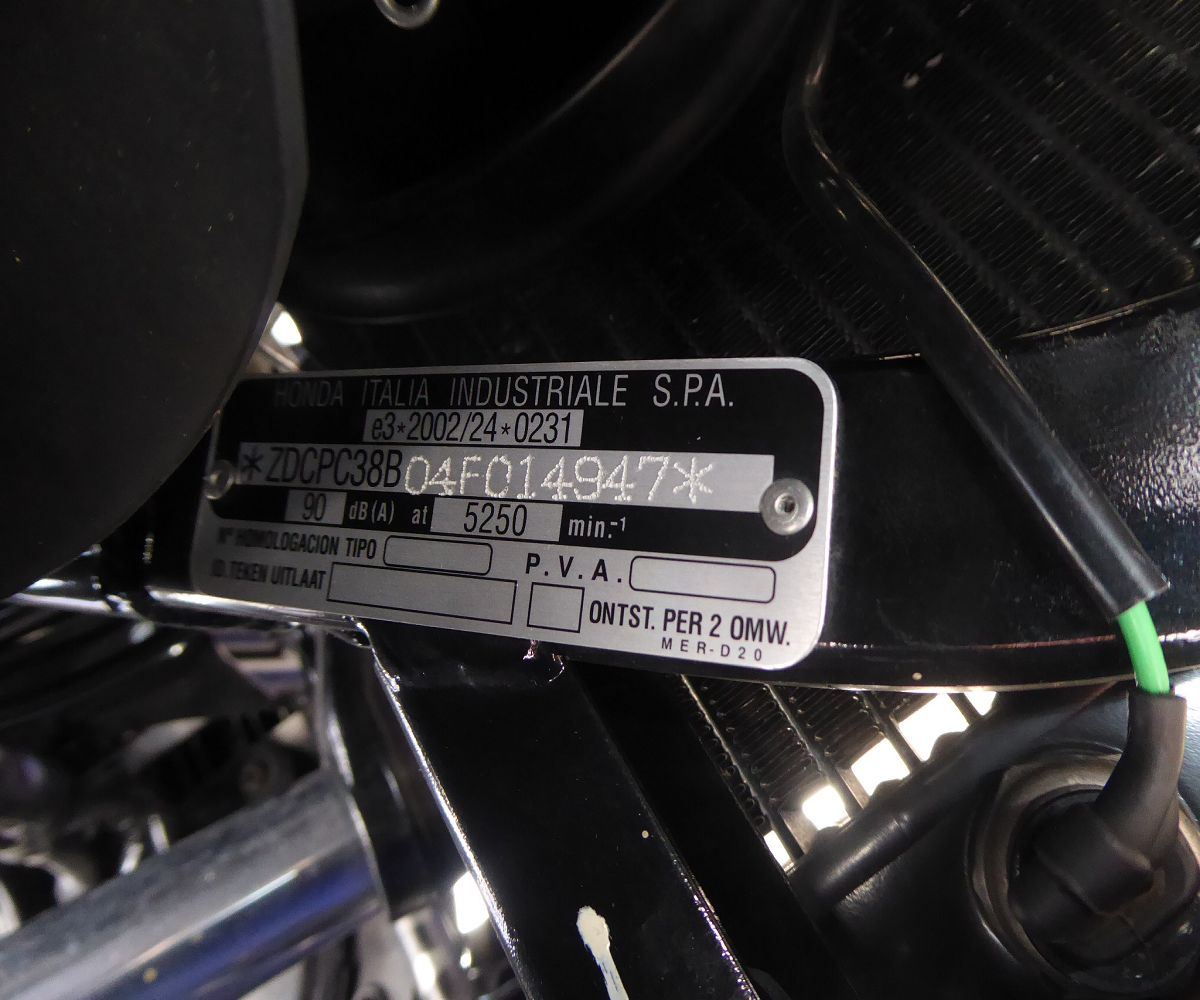 HONDA ITALIA INDUSTRIALE S.P.A.
e3*2002/24*0231
*ZDCPC38B04F014947*
90 dB(A) at 5250 min.-1
Nº HOMOLOGACION TIPO P.V.A.
ID.TEKEN UITLAAT ONTST. PER 2 OMW.
MER-D20